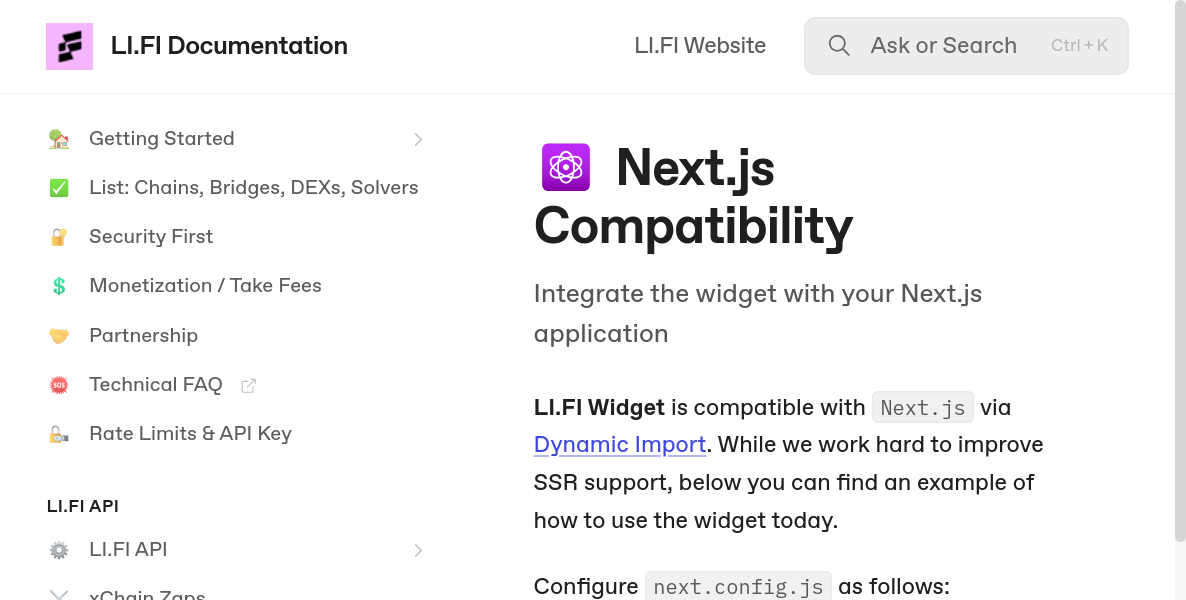 LI.FI Documentation
LI.FI Website
Ask or Search
Ctrl + K
Getting Started
List: Chains, Bridges, DEXs, Solvers
Security First
Monetization / Take Fees
Partnership
Technical FAQ
Rate Limits & API Key
LI.FI API
LI.FI API
xChain Zaps
Next.js
Compatibility
Integrate the widget with your Next.js
application
LI.FI Widget is compatible with Next.js via
Dynamic Import. While we work hard to improve
SSR support, below you can find an example of
how to use the widget today.
Configure next.config.js as follows: